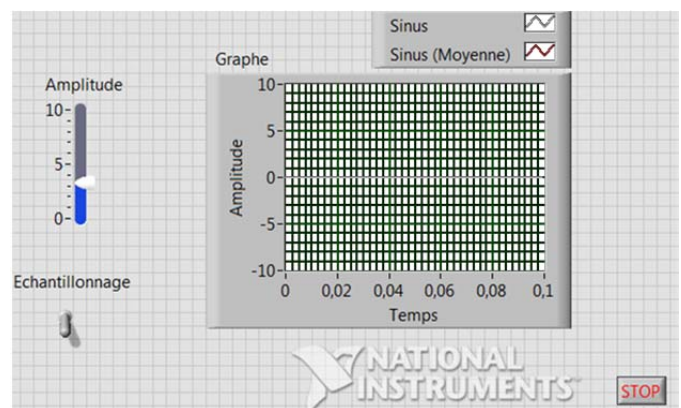 Sinus
Sinus (Moyenne)
Graphe
Amplitude
10
5
0
Amplitude
10
5
0
-5
-10
0 0,02 0,04 0,06 0,08 0,1
Temps
Echantillonnage
NATIONAL
INSTRUMENTS
STOP